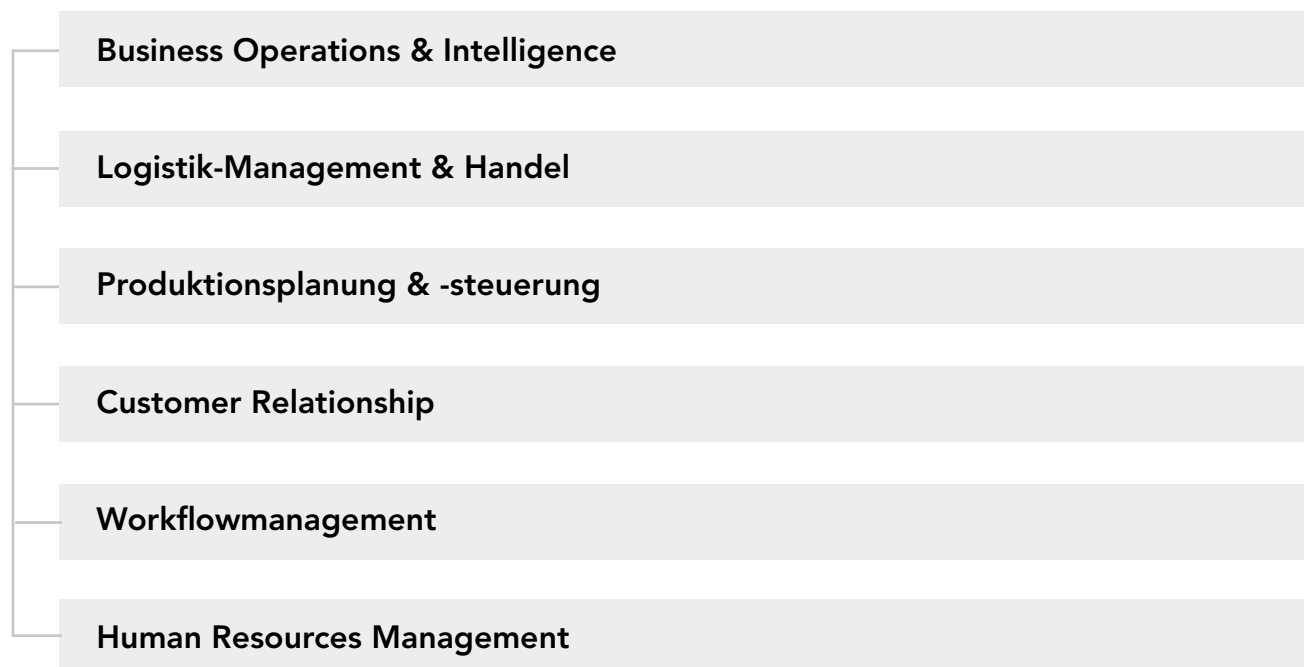 Business Operations & Intelligence
Logistik-Management & Handel
Produktionsplanung & -steuerung
Customer Relationship
Workflowmanagement
Human Resources Management